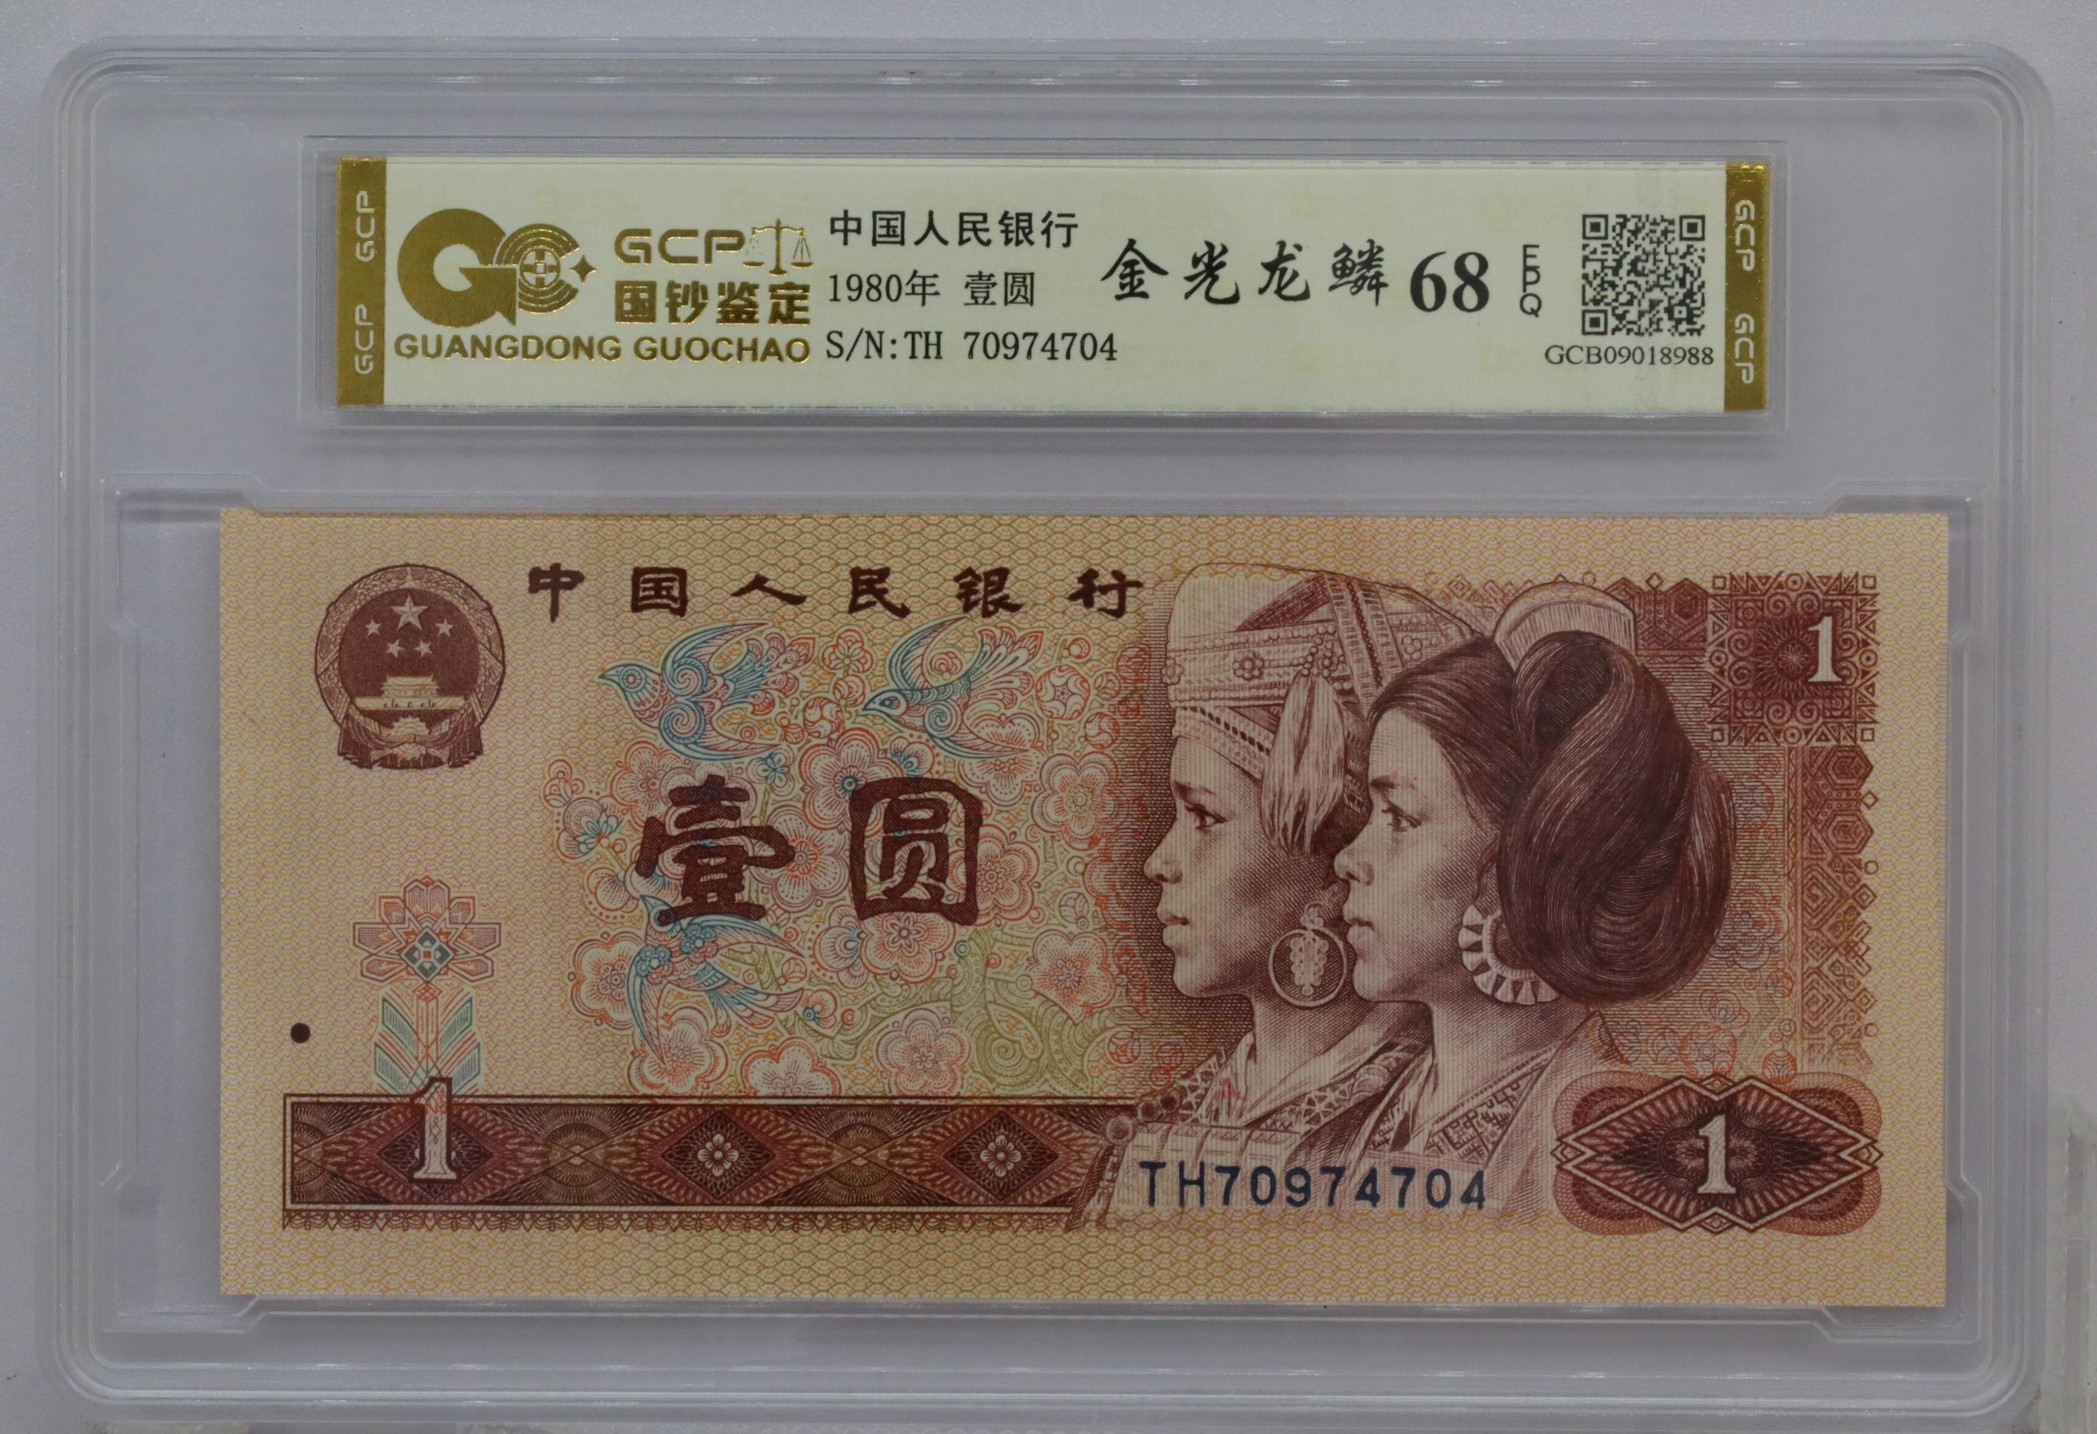 GCP GCP
GCP
国钞鉴定
GUANGDONG GUOCHAO
中国人民银行
1980年 壹圆
S/N:TH 70974704
金光龙鳞 68 EPQ
GCB09018988
GCP GCP
中国人民银行
1
壹圆
1
TH70974704
1